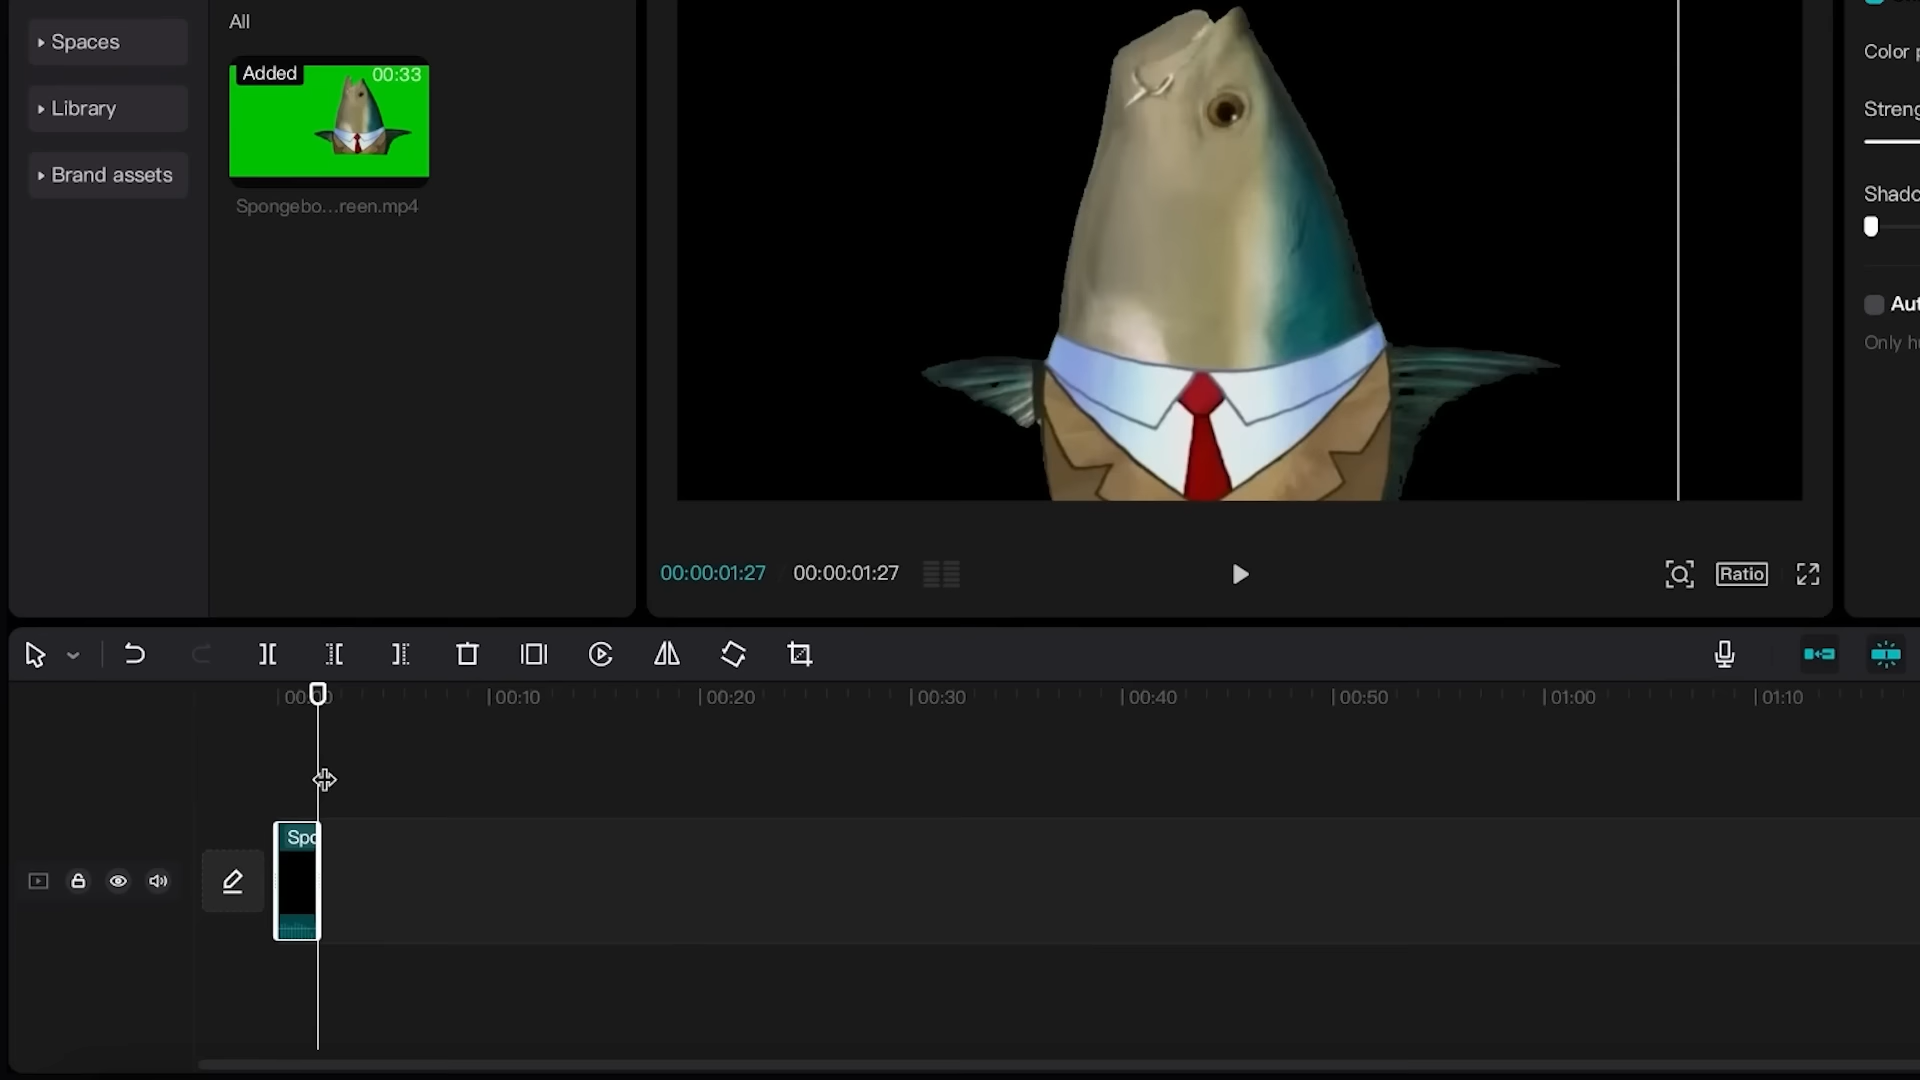 All
Spaces
Library
Brand assets
Added
00:33
Spongebo...reen.mp4
Color
Streng
Shado
Aut
Only h
00:00:01:27
00:00:01:27
Ratio
00:10
00:20
00:30
00:40
00:50
01:00
01:10
Spo